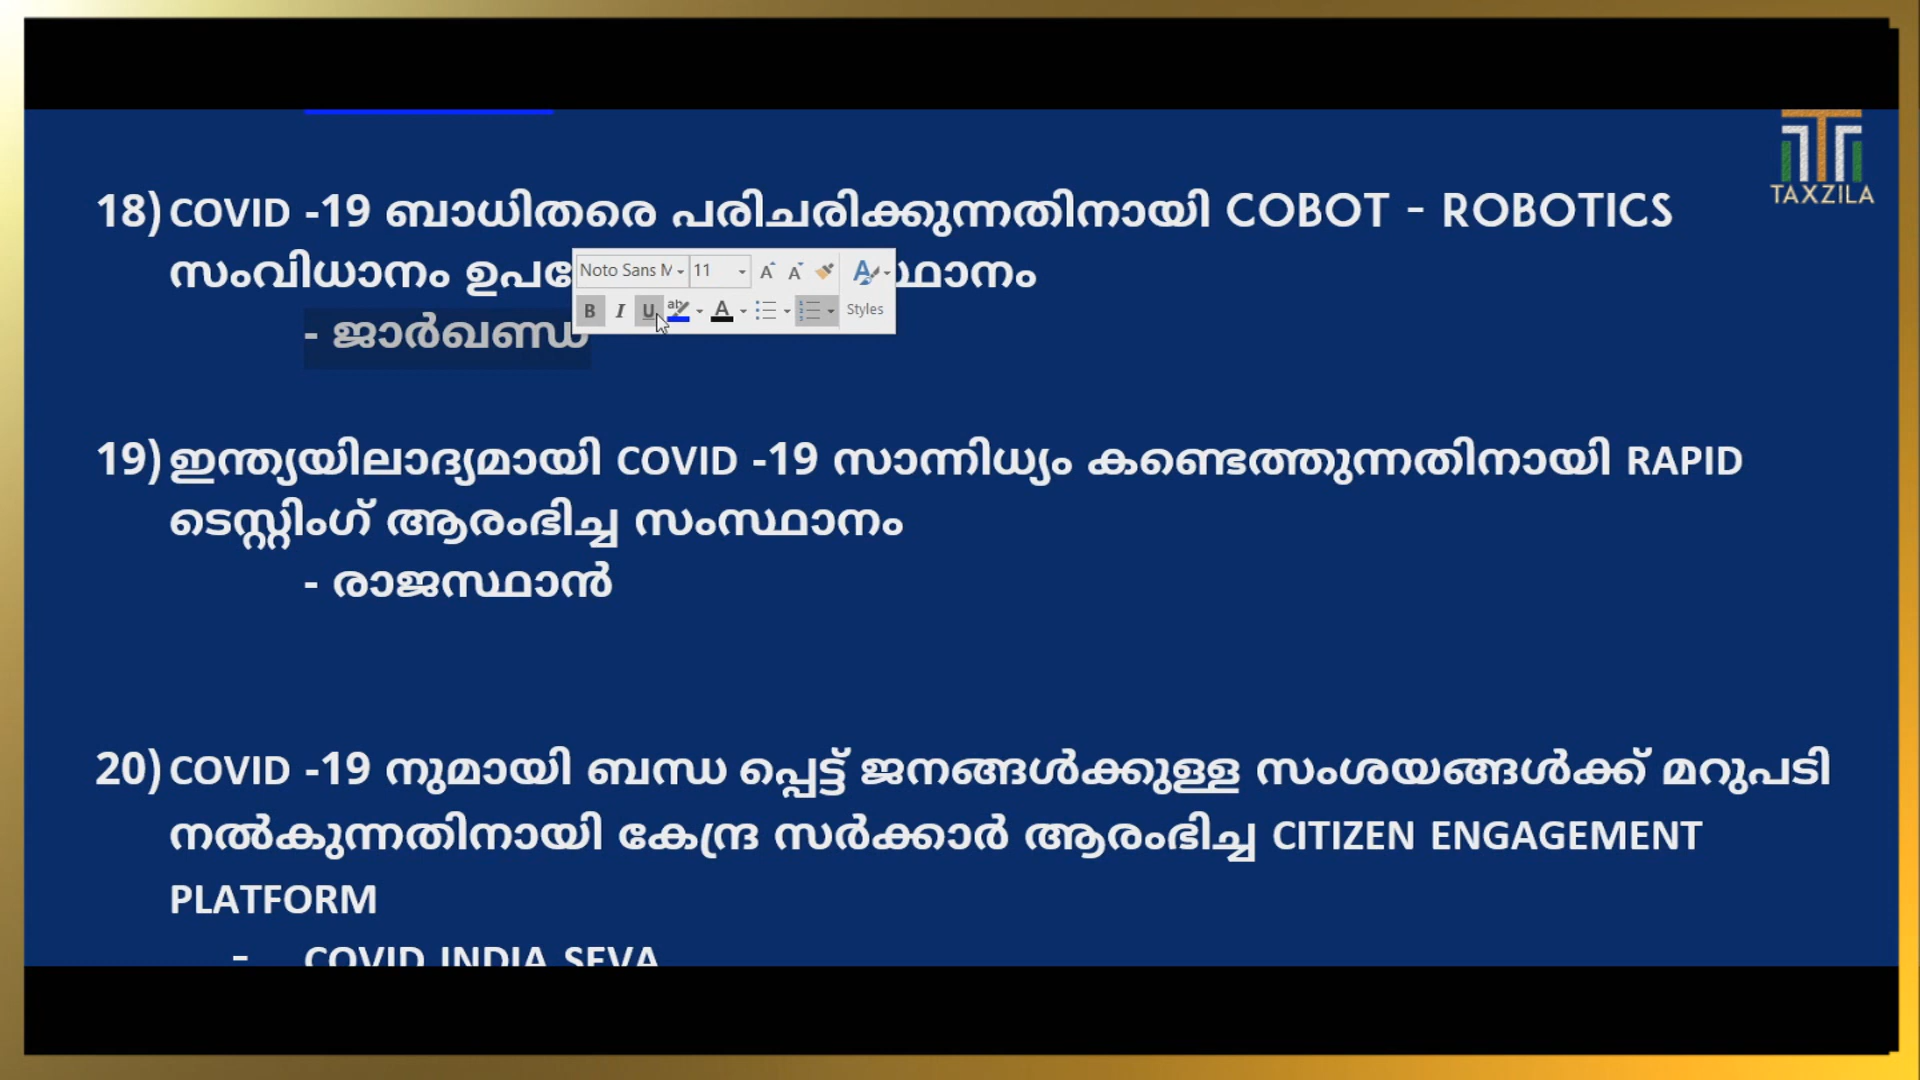 TAXZILA
18) COVID -19 ബാധിതരെ പരിചരിക്കുന്നതിനായി COBOT - ROBOTICS
സംവിധാനം
Noto Sans M 11
B I U Styles
- ജാർഖണ്ഡ്
19) ഇന്ത്യയിലാദ്യമായി COVID -19 സാന്നിധ്യം കണ്ടെത്തുന്നതിനായി RAPID
ടെസ്റ്റിംഗ് ആരംഭിച്ച സംസ്ഥാനം
- രാജസ്ഥാൻ
20) COVID -19 നുമായി ബന്ധ പ്പെട്ട് ജനങ്ങൾക്കുള്ള സംശയങ്ങൾക്ക് മറുപടി
നൽകുന്നതിനായി കേന്ദ്ര സർക്കാർ ആരംഭിച്ച CITIZEN ENGAGEMENT
PLATFORM
- COVID INDIA SEVA